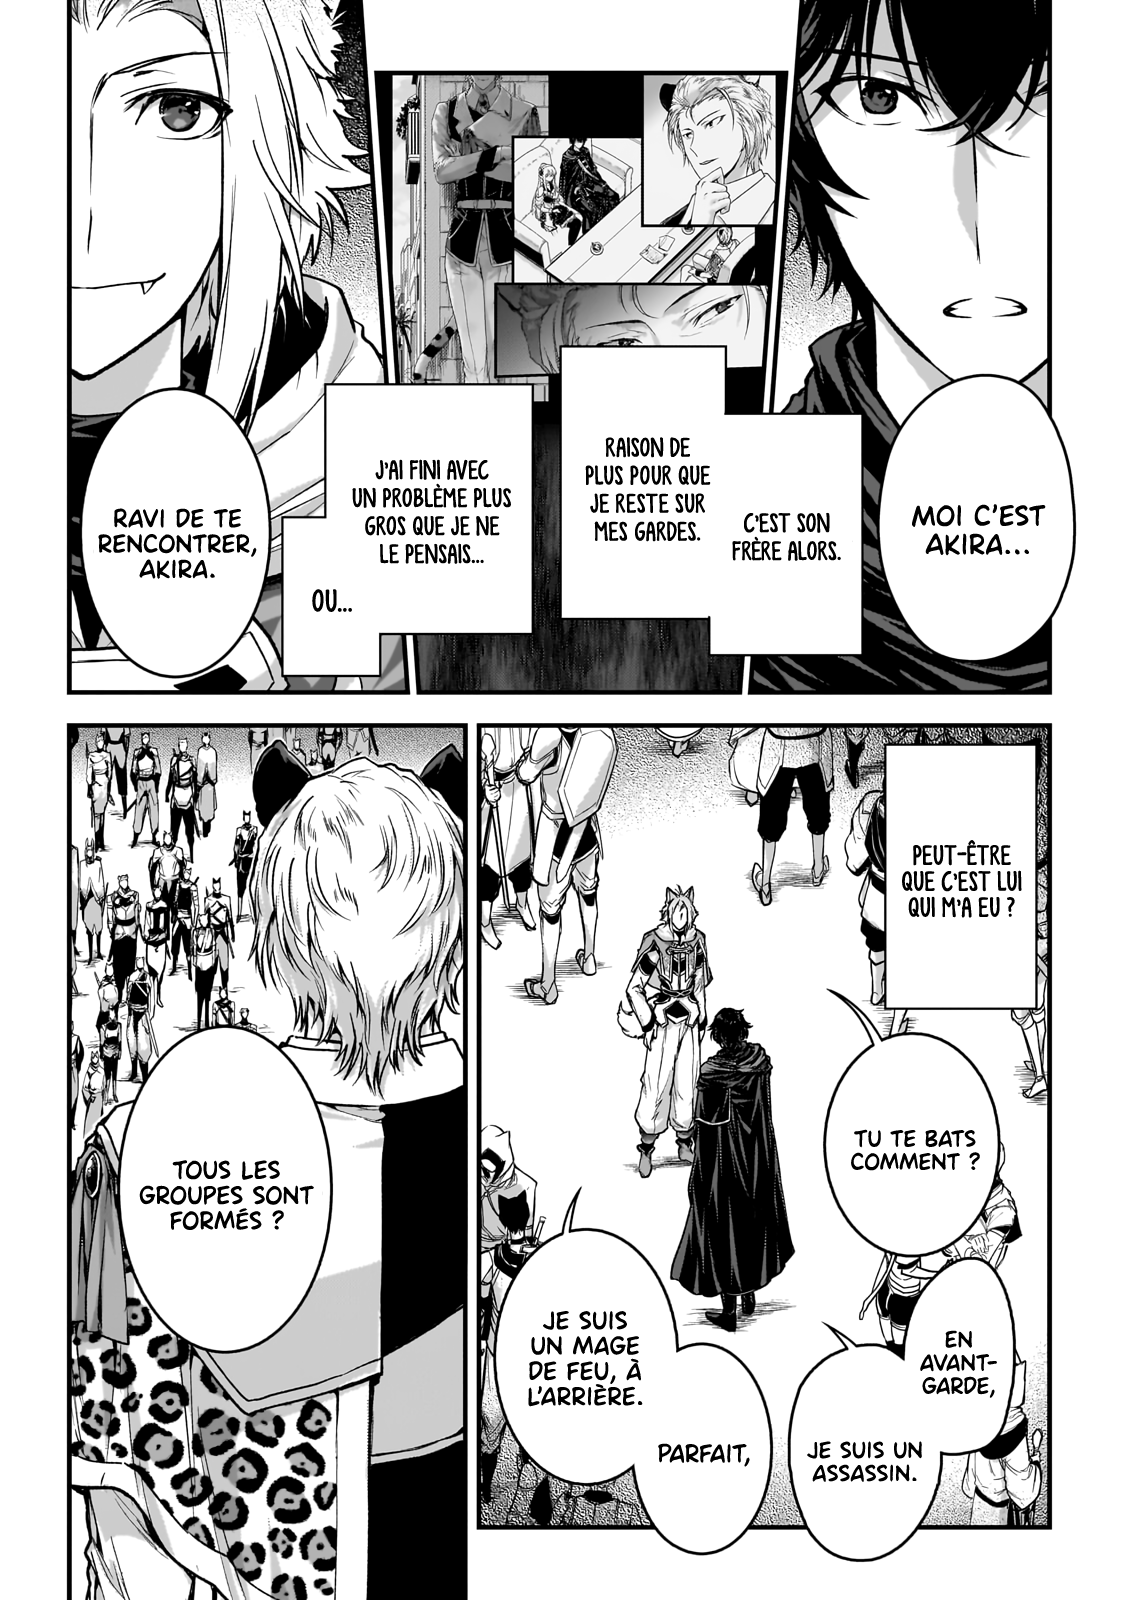 MOI C'EST
AKIRA...
C'EST SON
FRÈRE ALORS.
RAISON DE
PLUS POUR QUE
JE RESTE SUR
MES GARDES.
J'AI FINI AVEC
UN PROBLÈME PLUS
GROS QUE JE NE
LE PENSAIS...
OU...
RAVI DE TE
RENCONTRER,
AKIRA.
PEUT-ÊTRE
QUE C'EST LUI
QUI M'A EU ?
TU TE BATS
COMMENT ?
EN
AVANT-
GARDE,
JE SUIS UN
ASSASSIN.
PARFAIT,
JE SUIS
UN MAGE
DE FEU, À
L'ARRIÈRE.
TOUS LES
GROUPES SONT
FORMÉS ?